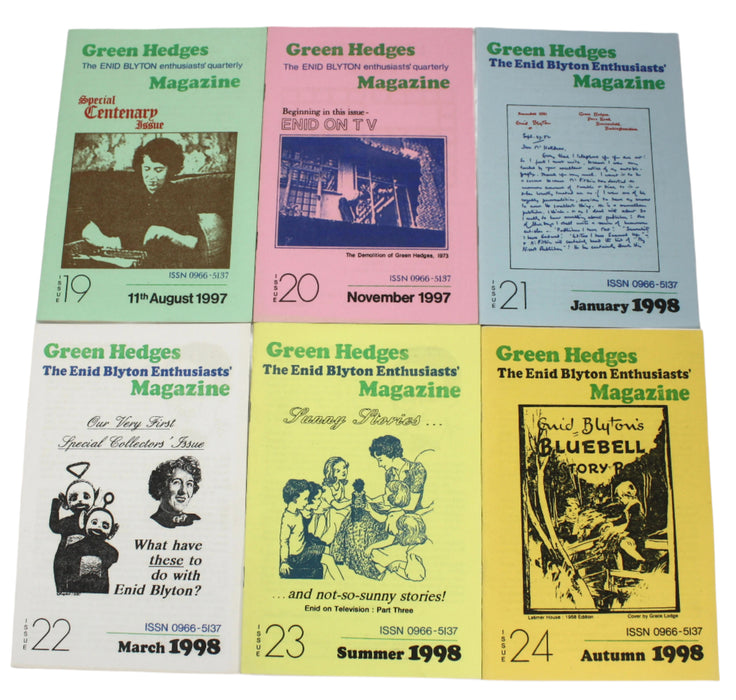 Green Hedges
The ENID BLYTON enthusiasts' quarterly
Magazine
Special
Centenary
Issue
ISSUE 19
ISSN 0966-5137
11th August 1997
Green Hedges
The ENID BLYTON enthusiasts' quarterly
Magazine
Beginning in this issue -
ENID ON TV
The Demolition of Green Hedges, 1973
ISSUE 20
ISSN 0966-5137
November 1997
Green Hedges
The Enid Blyton Enthusiasts'
Magazine
Green Hedges
Enid Blyton
ISSUE 21
ISSN 0966-5137
January 1998
Green Hedges
The Enid Blyton Enthusiasts'
Magazine
Our Very First
Special Collectors' Issue
What have
these to
do with
Enid Blyton?
ISSUE 22
ISSN 0966-5137
March 1998
Green Hedges
The Enid Blyton Enthusiasts'
Magazine
Sunny Stories ...
... and not-so-sunny stories!
Enid on Television : Part Three
ISSUE 23
ISSN 0966-5137
Summer 1998
Green Hedges
The Enid Blyton Enthusiasts'
Magazine
Enid Blyton's
BLUEBELL
STORY BO
Latimer House : 1958 Edition
Cover by Grace Lodge
ISSUE 24
ISSN 0966-5137
Autumn 1998